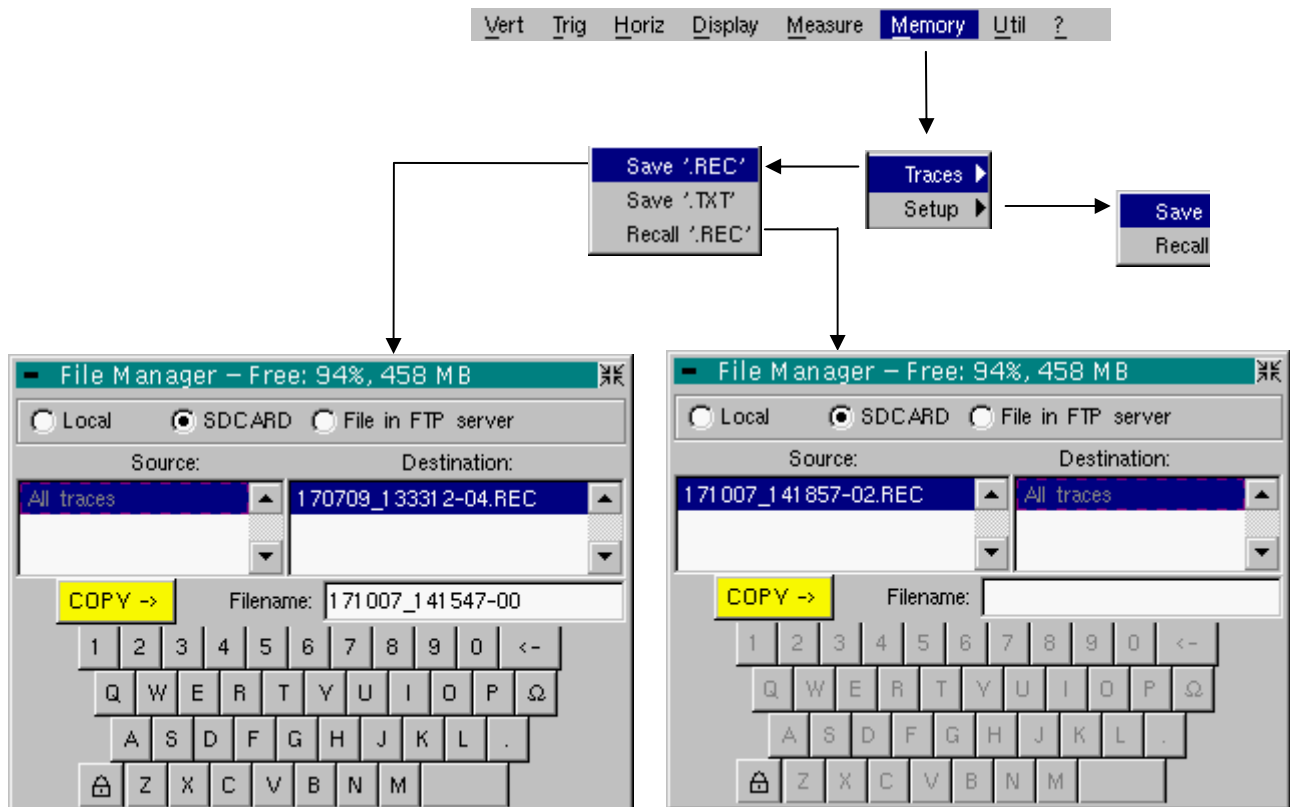 Vert Trig Horiz Display Measure Memory Util ?
Save '.REC'
Save '.TXT'
Recall '.REC'
Traces
Setup
Save
Recall
File Manager – Free: 94%, 458 MB
Local SDCARD File in FTP server
Source: Destination:
All traces 170709_133312-04.REC
COPY -> Filename: 171007_141547-00
1 2 3 4 5 6 7 8 9 0 <-
Q W E R T Y U I O P Ω
A S D F G H J K L .
Z X C V B N M
File Manager – Free: 94%, 458 MB
Local SDCARD File in FTP server
Source: Destination:
171007_141857-02.REC All traces
COPY -> Filename:
1 2 3 4 5 6 7 8 9 0 <-
Q W E R T Y U I O P Ω
A S D F G H J K L .
Z X C V B N M